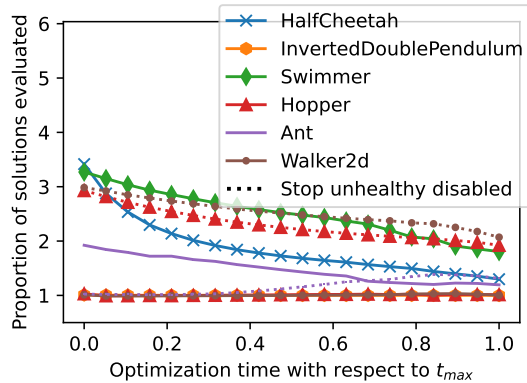 HalfCheetah
InvertedDoublePendulum
Swimmer
Hopper
Ant
Walker2d
Stop unhealthy disabled
Proportion of solutions evaluated
6
5
4
3
2
1
0.0 0.2 0.4 0.6 0.8 1.0
Optimization time with respect to t_max